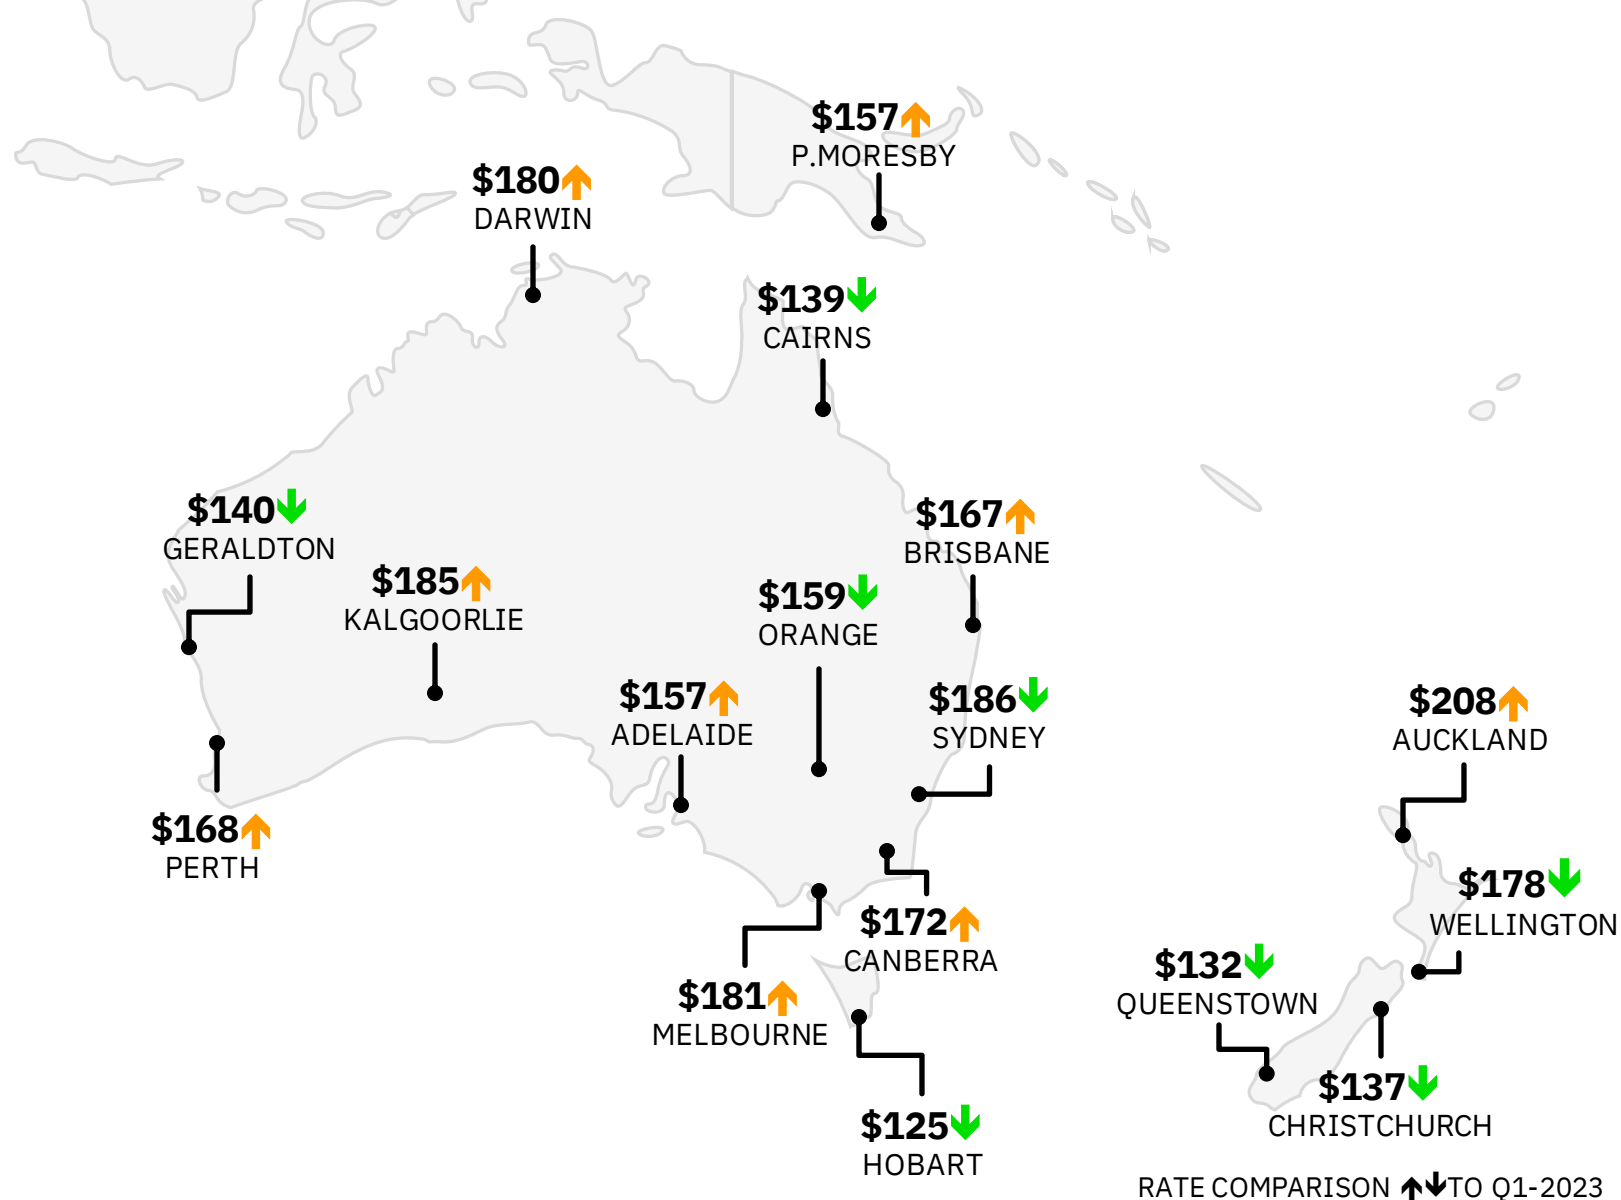 $157
P.MORESBY
$180
DARWIN
$139
CAIRNS
$140
GERALDTON
$167
BRISBANE
$185
KALGOORLIE
$159
ORANGE
$157
ADELAIDE
$186
SYDNEY
$208
AUCKLAND
$168
PERTH
$178
WELLINGTON
$172
CANBERRA
$132
QUEENSTOWN
$181
MELBOURNE
$137
CHRISTCHURCH
$125
HOBART
RATE COMPARISON ↑↓TO Q1-2023